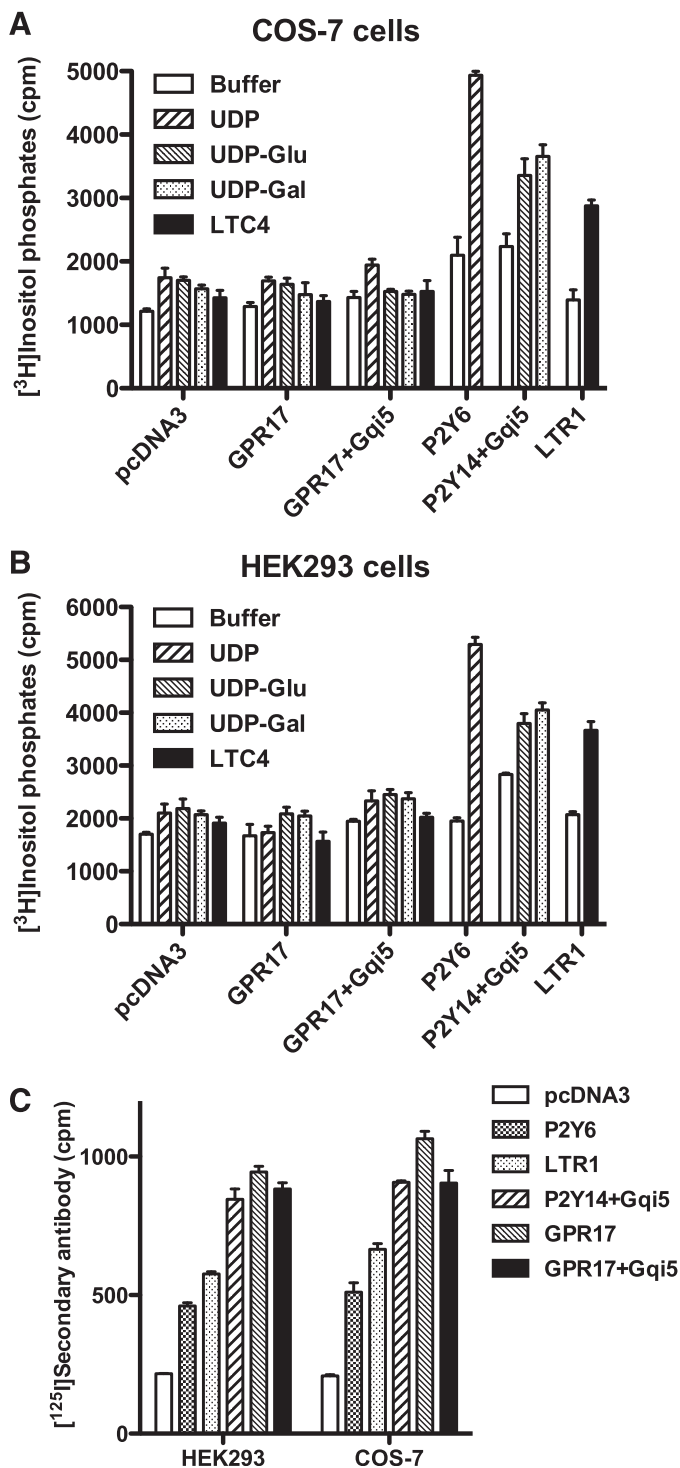 A
COS-7 cells
[³H]Inositol phosphates (cpm)
5000
4000
3000
2000
1000
0
Buffer
UDP
UDP-Glu
UDP-Gal
LTC4
pcDNA3
GPR17
GPR17+Gqi5
P2Y6
P2Y14+Gqi5
LTR1
B
HEK293 cells
[³H]Inositol phosphates (cpm)
6000
5000
4000
3000
2000
1000
0
Buffer
UDP
UDP-Glu
UDP-Gal
LTC4
pcDNA3
GPR17
GPR17+Gqi5
P2Y6
P2Y14+Gqi5
LTR1
C
[¹²⁵I]Secondary antibody (cpm)
1000
500
0
HEK293
COS-7
pcDNA3
P2Y6
LTR1
P2Y14+Gqi5
GPR17
GPR17+Gqi5